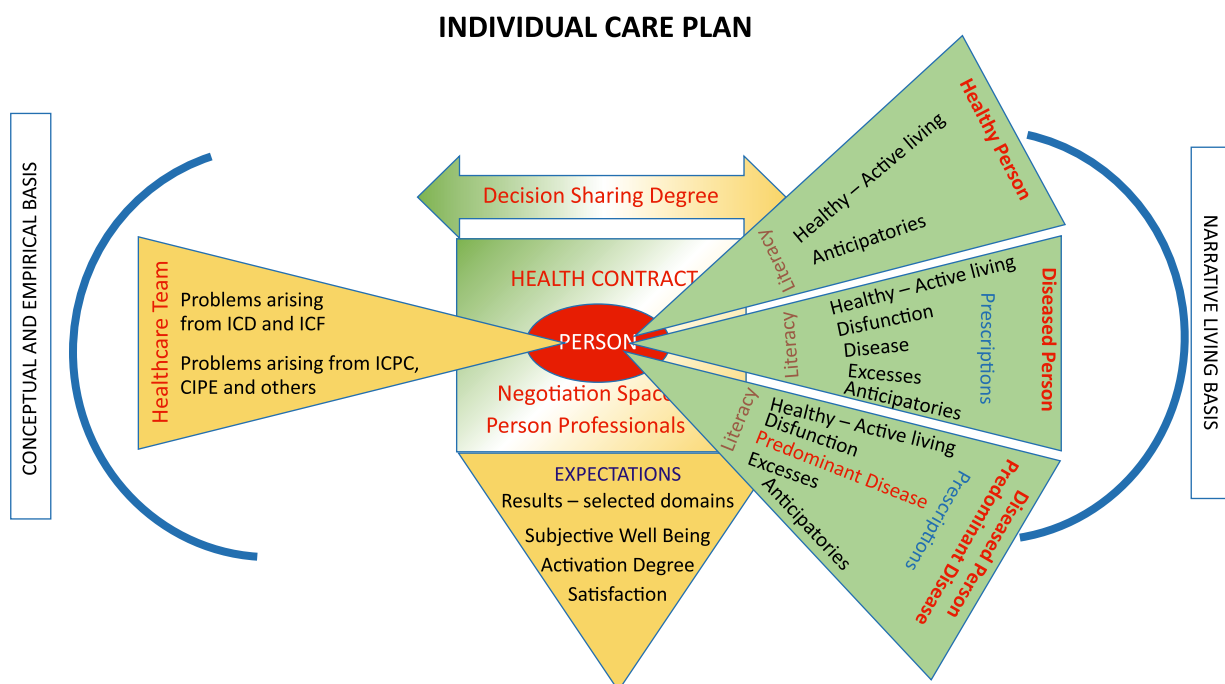 INDIVIDUAL CARE PLAN
CONCEPTUAL AND EMPIRICAL BASIS
Healthcare Team
Problems arising
from ICD and ICF
Problems arising from ICPC,
CIPE and others
Decision Sharing Degree
HEALTH CONTRACT
PERSON
Negotiation Space
Person Professionals
EXPECTATIONS
Results – selected domains
Subjective Well Being
Activation Degree
Satisfaction
Literacy
Healthy – Active living
Anticipatories
Healthy Person
Literacy
Healthy – Active living
Disfunction
Disease
Excesses
Anticipatories
Prescriptions
Diseased Person
Literacy
Healthy – Active living
Disfunction
Predominant Disease
Excesses
Anticipatories
Prescriptions
Diseased Person
Predominant Disease
NARRATIVE LIVING BASIS